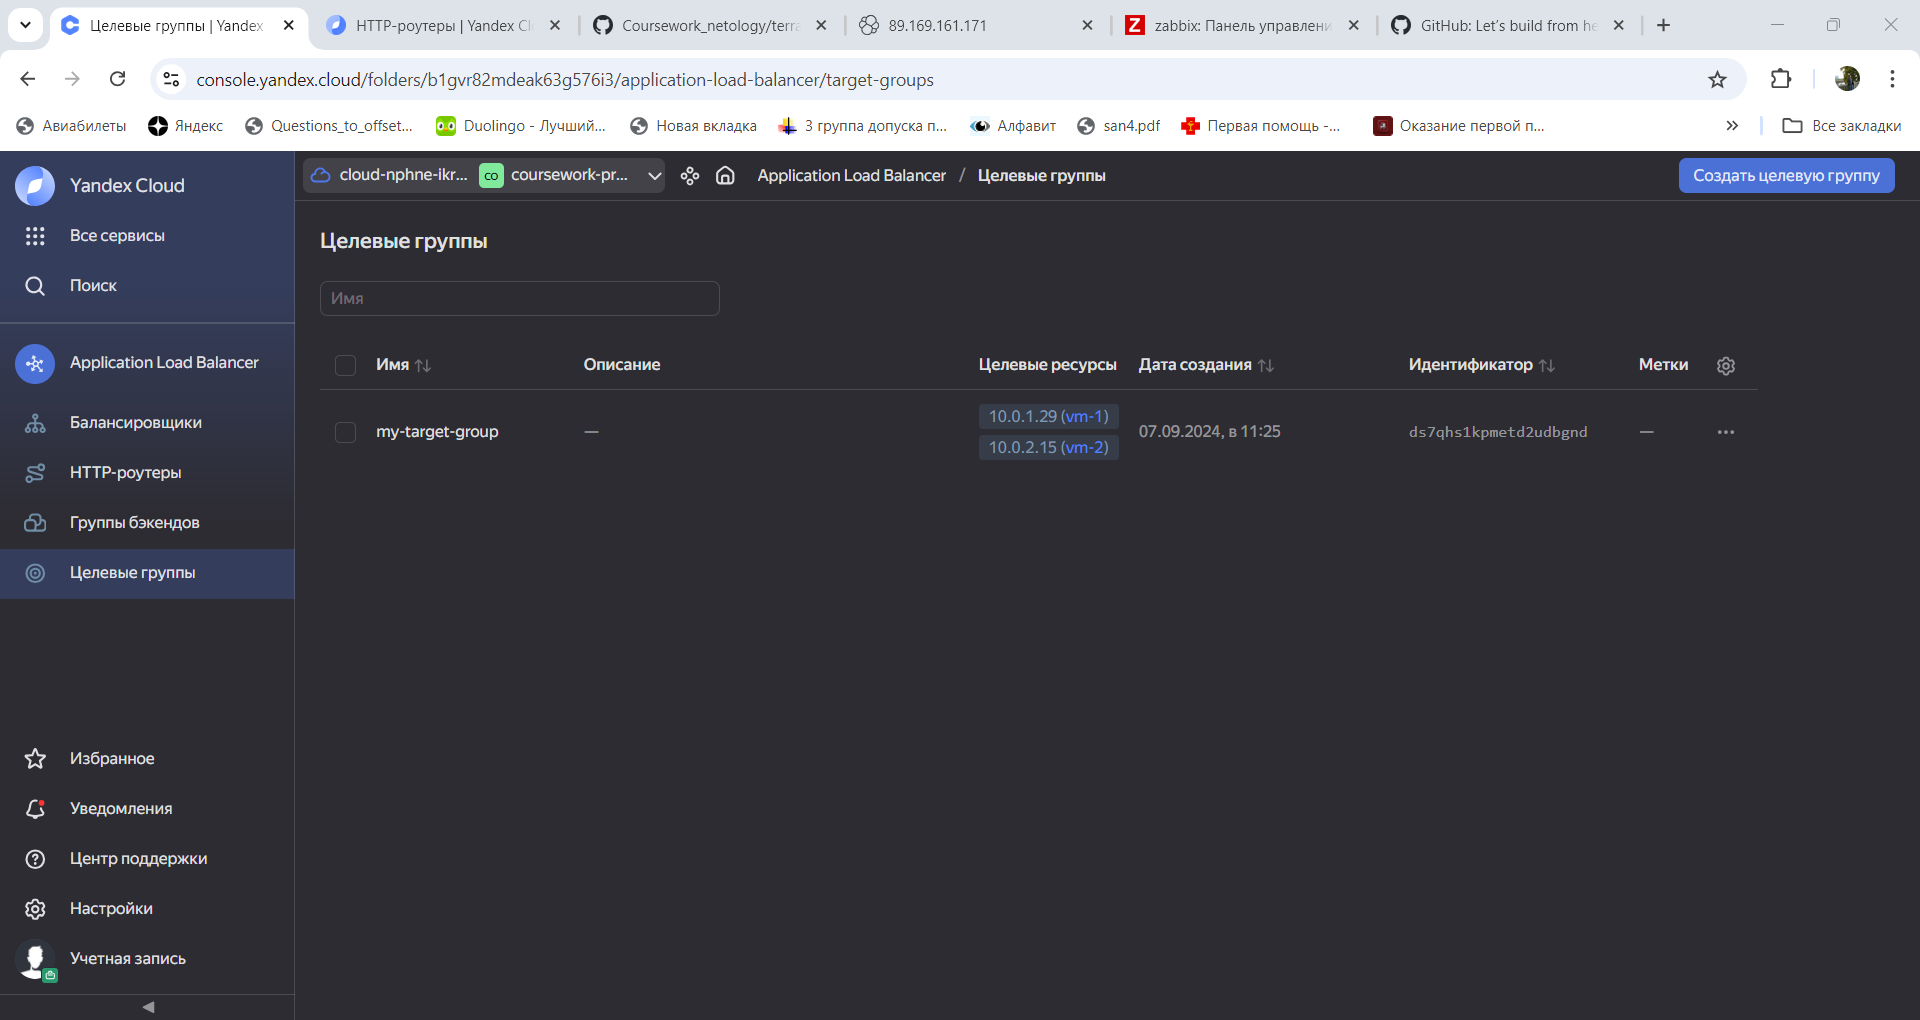 Целевые группы | Yandex
HTTP-роутеры | Yandex Cl
Coursework_netology/terra
89.169.161.171
zabbix: Панель управлени
GitHub: Let's build from he
console.yandex.cloud/folders/b1gvr82mdeak63g576i3/application-load-balancer/target-groups
Авиабилеты
Яндекс
Questions_to_offset...
Duolingo - Лучший...
Новая вкладка
3 группа допуска п...
Алфавит
san4.pdf
Первая помощь -...
Оказание первой п...
Все закладки
Yandex Cloud
Все сервисы
Поиск
Application Load Balancer
Балансировщики
HTTP-роутеры
Группы бэкендов
Целевые группы
Избранное
Уведомления
Центр поддержки
Настройки
Учетная запись
cloud-nphne-ikr... co coursework-pr...
Application Load Balancer / Целевые группы
Создать целевую группу
Целевые группы
Имя
Имя Описание Целевые ресурсы Дата создания Идентификатор Метки
my-target-group — 10.0.1.29 (vm-1) 07.09.2024, в 11:25 ds7qhs1kpmetd2udbgnd —
10.0.2.15 (vm-2)